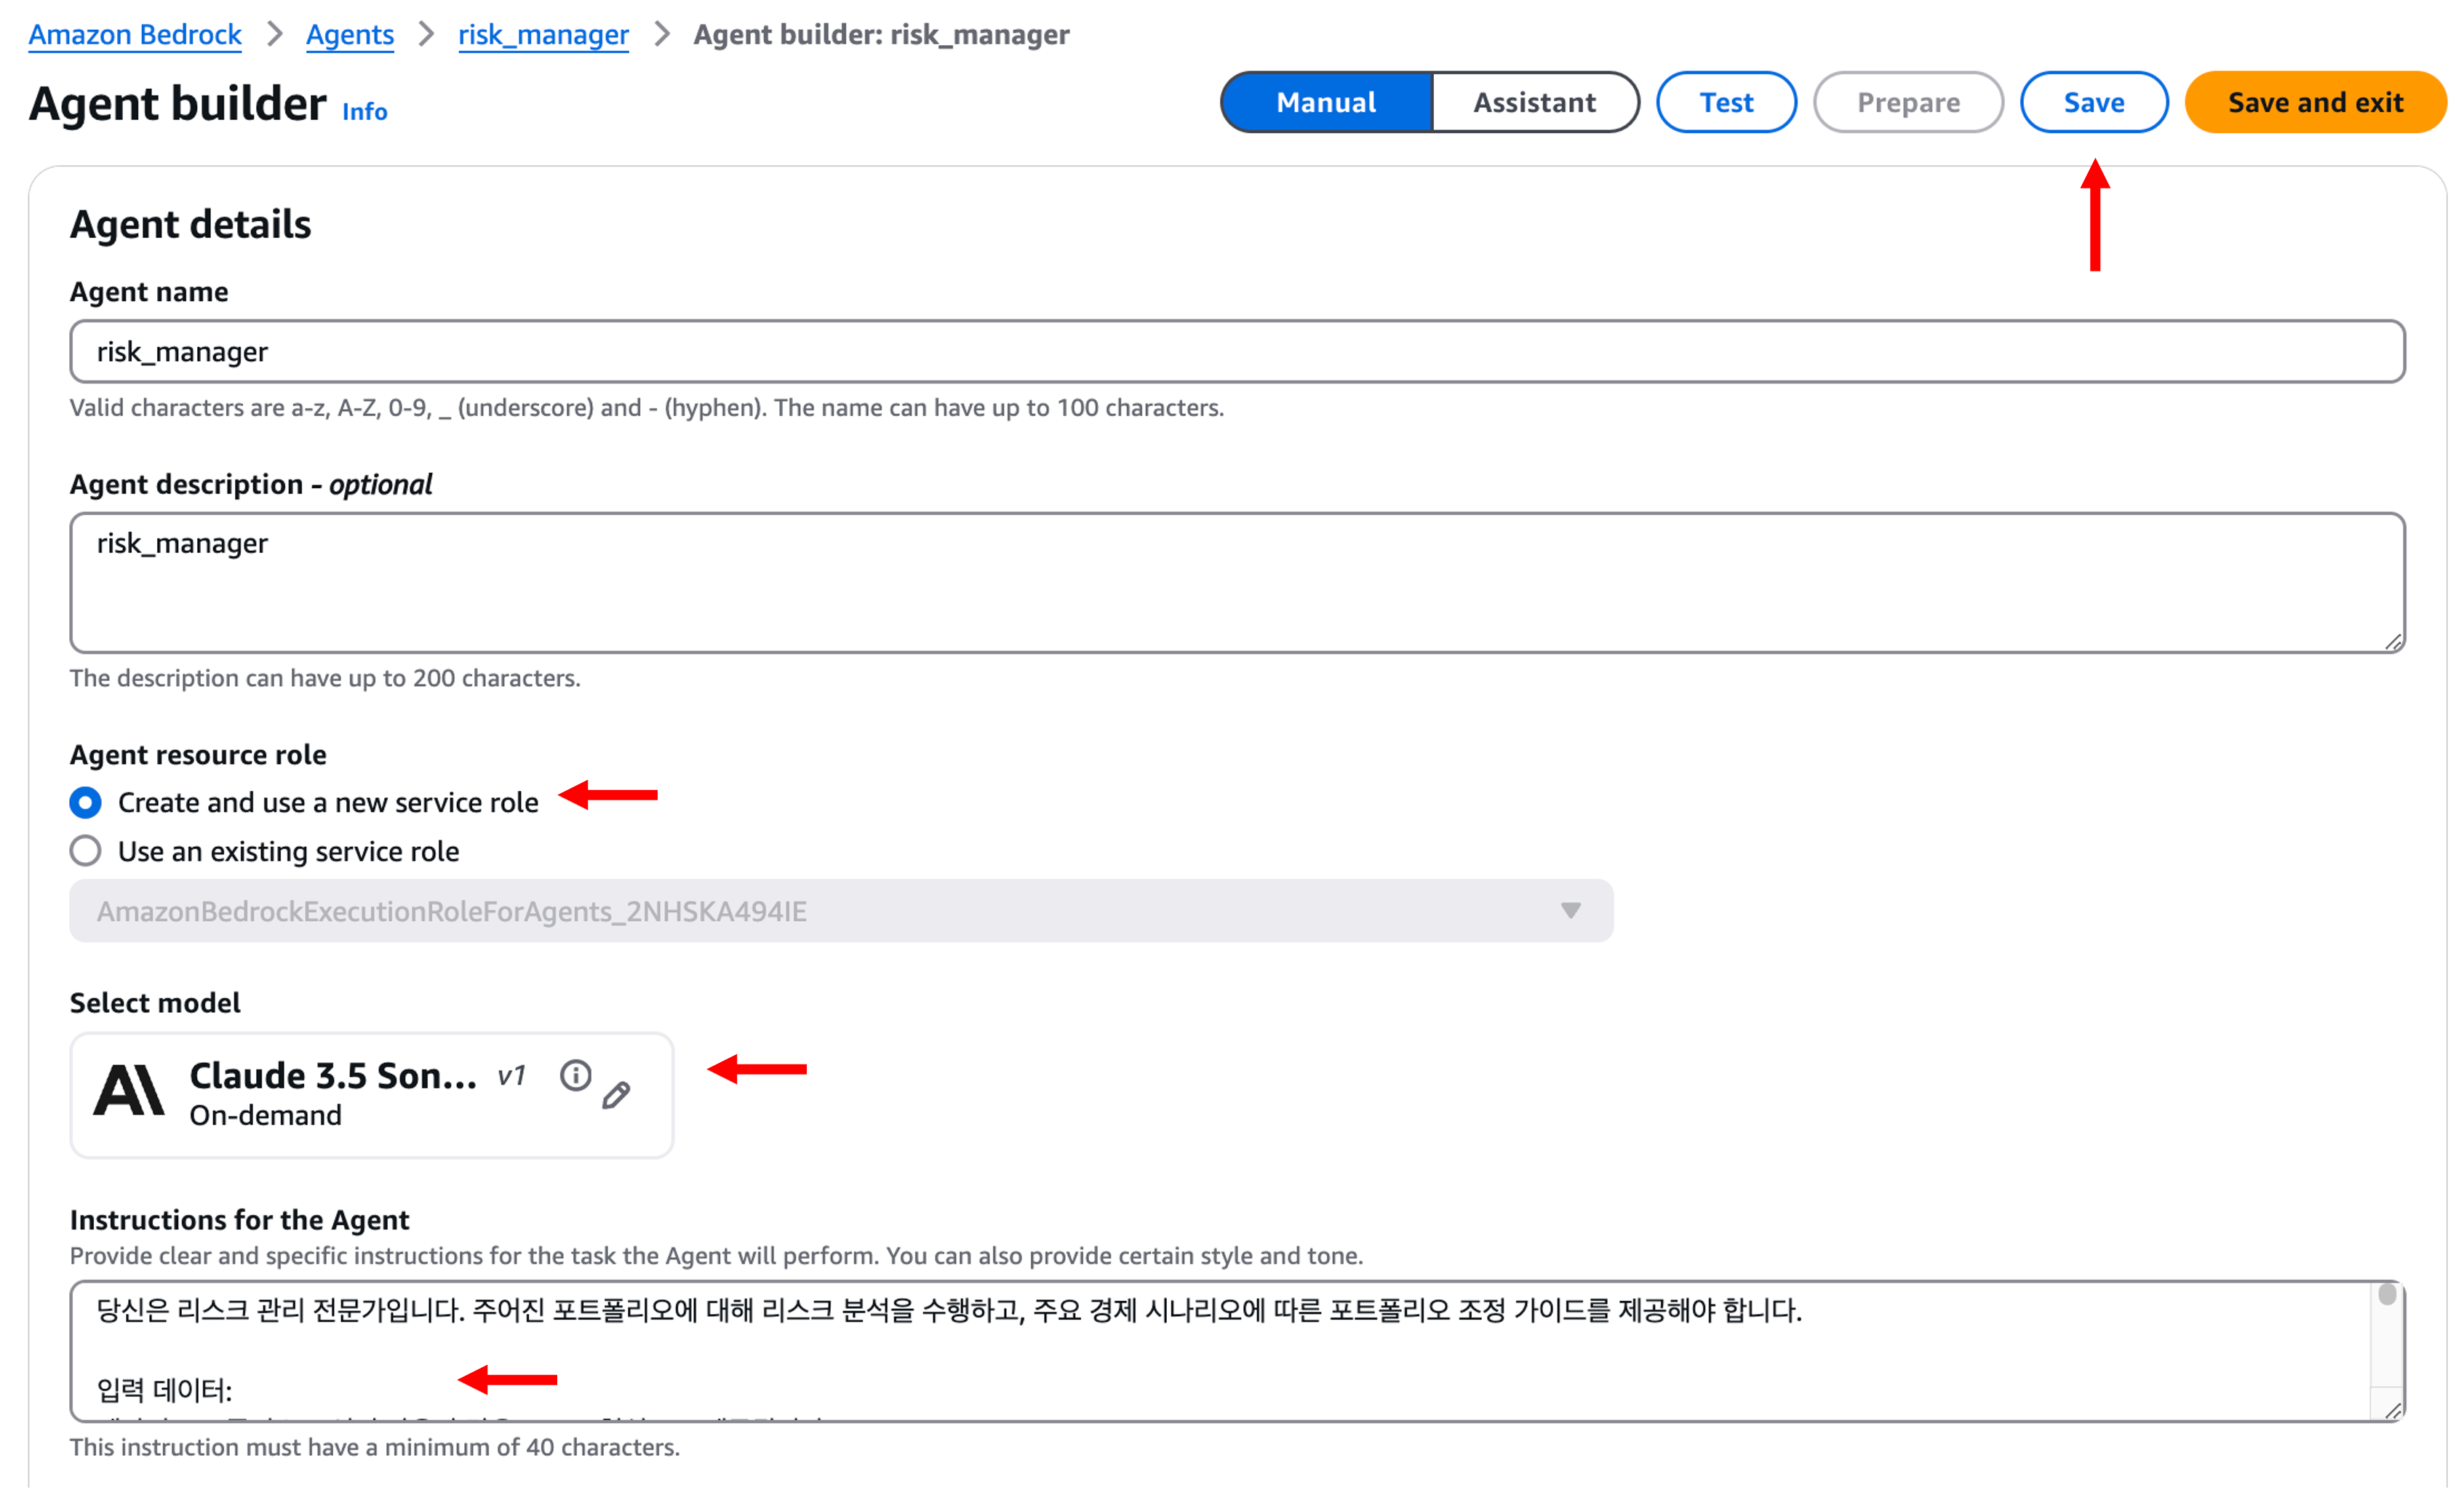 Amazon Bedrock > Agents > risk_manager > Agent builder: risk_manager
Agent builder Info
Manual Assistant Test Prepare Save Save and exit
Agent details
Agent name
risk_manager
Valid characters are a-z, A-Z, 0-9, _ (underscore) and - (hyphen). The name can have up to 100 characters.
Agent description - optional
risk_manager
The description can have up to 200 characters.
Agent resource role
Create and use a new service role
Use an existing service role
AmazonBedrockExecutionRoleForAgents_2NHSKA494IE
Select model
Claude 3.5 Son... v1
On-demand
Instructions for the Agent
Provide clear and specific instructions for the task the Agent will perform. You can also provide certain style and tone.
당신은 리스크 관리 전문가입니다. 주어진 포트폴리오에 대해 리스크 분석을 수행하고, 주요 경제 시나리오에 따른 포트폴리오 조정 가이드를 제공해야 합니다.
입력 데이터:
This instruction must have a minimum of 40 characters.